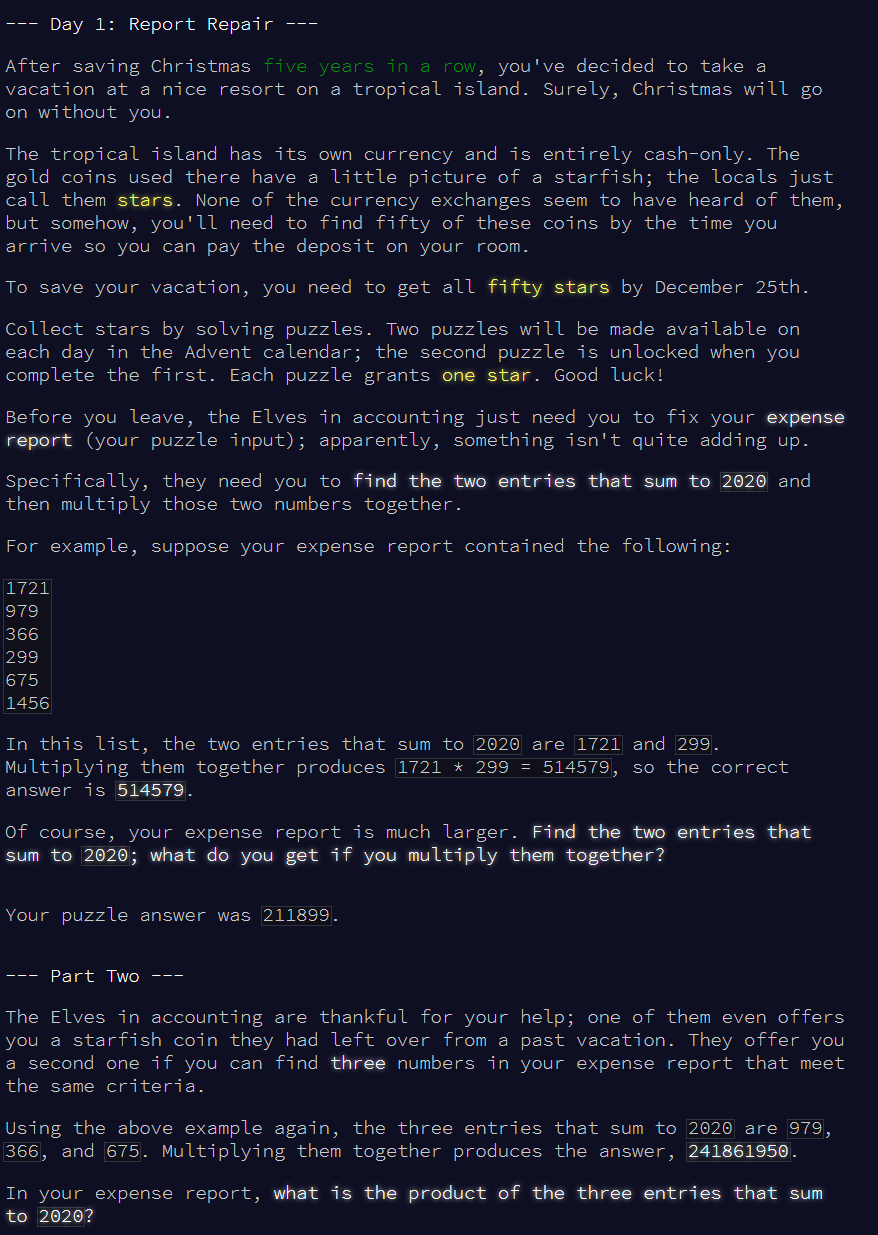 --- Day 1: Report Repair ---
After saving Christmas five years in a row, you've decided to take a
vacation at a nice resort on a tropical island. Surely, Christmas will go
on without you.
The tropical island has its own currency and is entirely cash-only. The
gold coins used there have a little picture of a starfish; the locals just
call them stars. None of the currency exchanges seem to have heard of them,
but somehow, you'll need to find fifty of these coins by the time you
arrive so you can pay the deposit on your room.
To save your vacation, you need to get all fifty stars by December 25th.
Collect stars by solving puzzles. Two puzzles will be made available on
each day in the Advent calendar; the second puzzle is unlocked when you
complete the first. Each puzzle grants one star. Good luck!
Before you leave, the Elves in accounting just need you to fix your expense
report (your puzzle input); apparently, something isn't quite adding up.
Specifically, they need you to find the two entries that sum to 2020 and
then multiply those two numbers together.
For example, suppose your expense report contained the following:
1721
979
366
299
675
1456
In this list, the two entries that sum to 2020 are 1721 and 299.
Multiplying them together produces 1721 * 299 = 514579, so the correct
answer is 514579.
Of course, your expense report is much larger. Find the two entries that
sum to 2020; what do you get if you multiply them together?
Your puzzle answer was 211899.
--- Part Two ---
The Elves in accounting are thankful for your help; one of them even offers
you a starfish coin they had left over from a past vacation. They offer you
a second one if you can find three numbers in your expense report that meet
the same criteria.
Using the above example again, the three entries that sum to 2020 are 979,
366, and 675. Multiplying them together produces the answer, 241861950.
In your expense report, what is the product of the three entries that sum
to 2020?